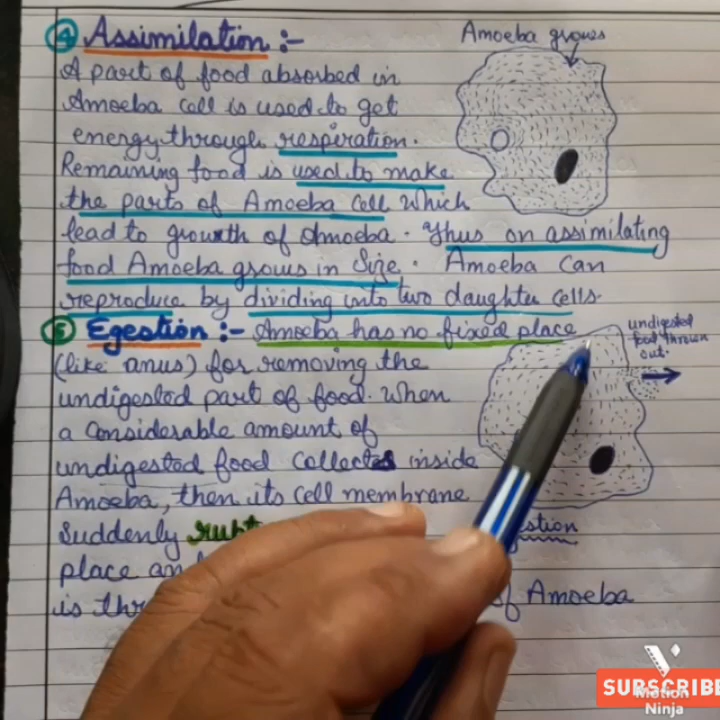 ④ Assimilation :-
Amoeba grows
A part of food absorbed in
Amoeba cell is used to get
energy through respiration.
Remaining food is used to make
the parts of Amoeba cell which
lead to growth of Amoeba. Thus on assimilating
food Amoeba grows in size. Amoeba can
reproduce by dividing into two daughter cells.
⑤ Egestion :- Amoeba has no fixed place
undigested
food thrown
out.
(like anus) for removing the
undigested part of food. When
a considerable amount of
undigested food collects inside
Amoeba, then its cell membrane
suddenly
place
is
of Amoeba
SUBSCRIBE
Motion
Ninja